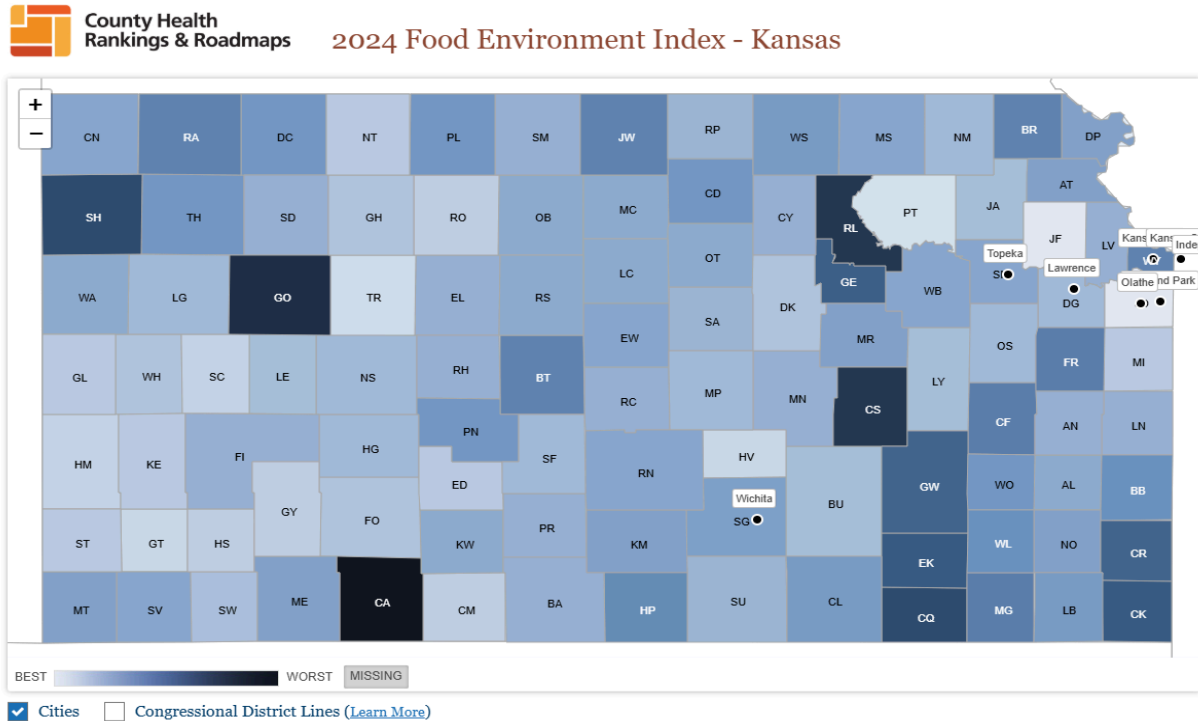 County Health
Rankings & Roadmaps
2024 Food Environment Index - Kansas
+
−
CN RA DC NT PL SM JW RP WS MS NM BR DP
SH TH SD GH RO OB MC CD CY RL PT JA AT
JF LV Kans Kans Inde
WA LG GO TR EL RS LC OT DK GE WB Topeka Lawrence Olathe nd Park
DG
EW SA MR OS
GL WH SC LE NS RH BT RC MP MN CS LY FR MI
HM KE FI HG PN ED SF RN HV GW CF AN LN
Wichita
SG BU WO AL BB
ST GT HS GY FO KW PR KM EK WL NO CR
MT SV SW ME CA CM BA HP SU CL CQ MG LB CK
BEST WORST MISSING
Cities Congressional District Lines (Learn More)